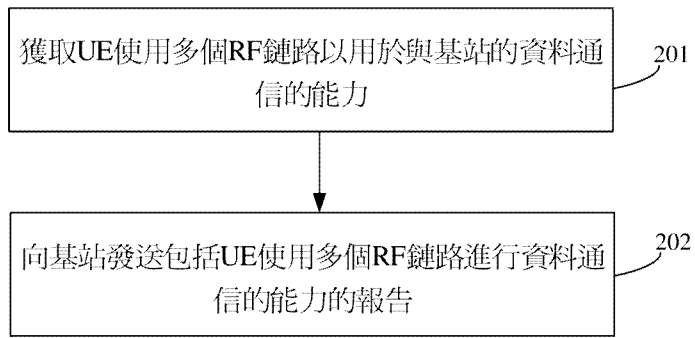 獲取UE使用多個RF鏈路以用於與基站的資料通
信的能力
201
向基站發送包括UE使用多個RF鏈路進行資料通
信的能力的報告
202